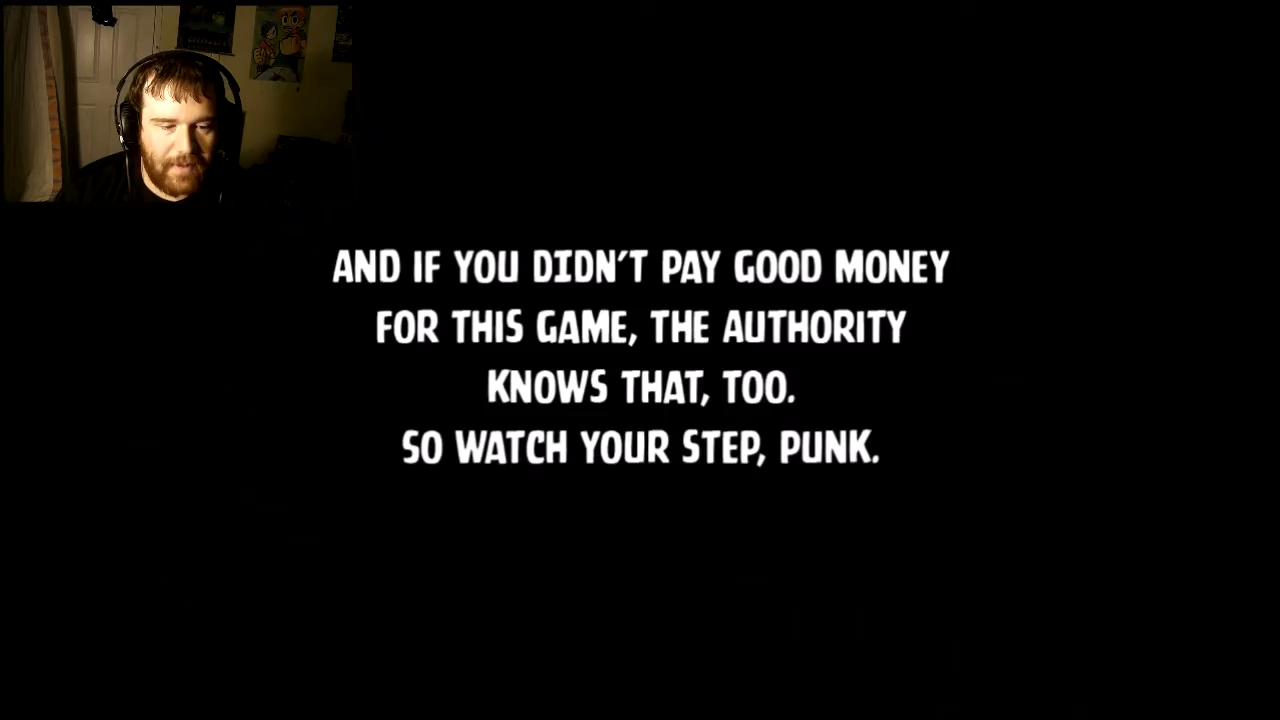 AND IF YOU DIDN'T PAY GOOD MONEY
FOR THIS GAME, THE AUTHORITY
KNOWS THAT, TOO.
SO WATCH YOUR STEP, PUNK.